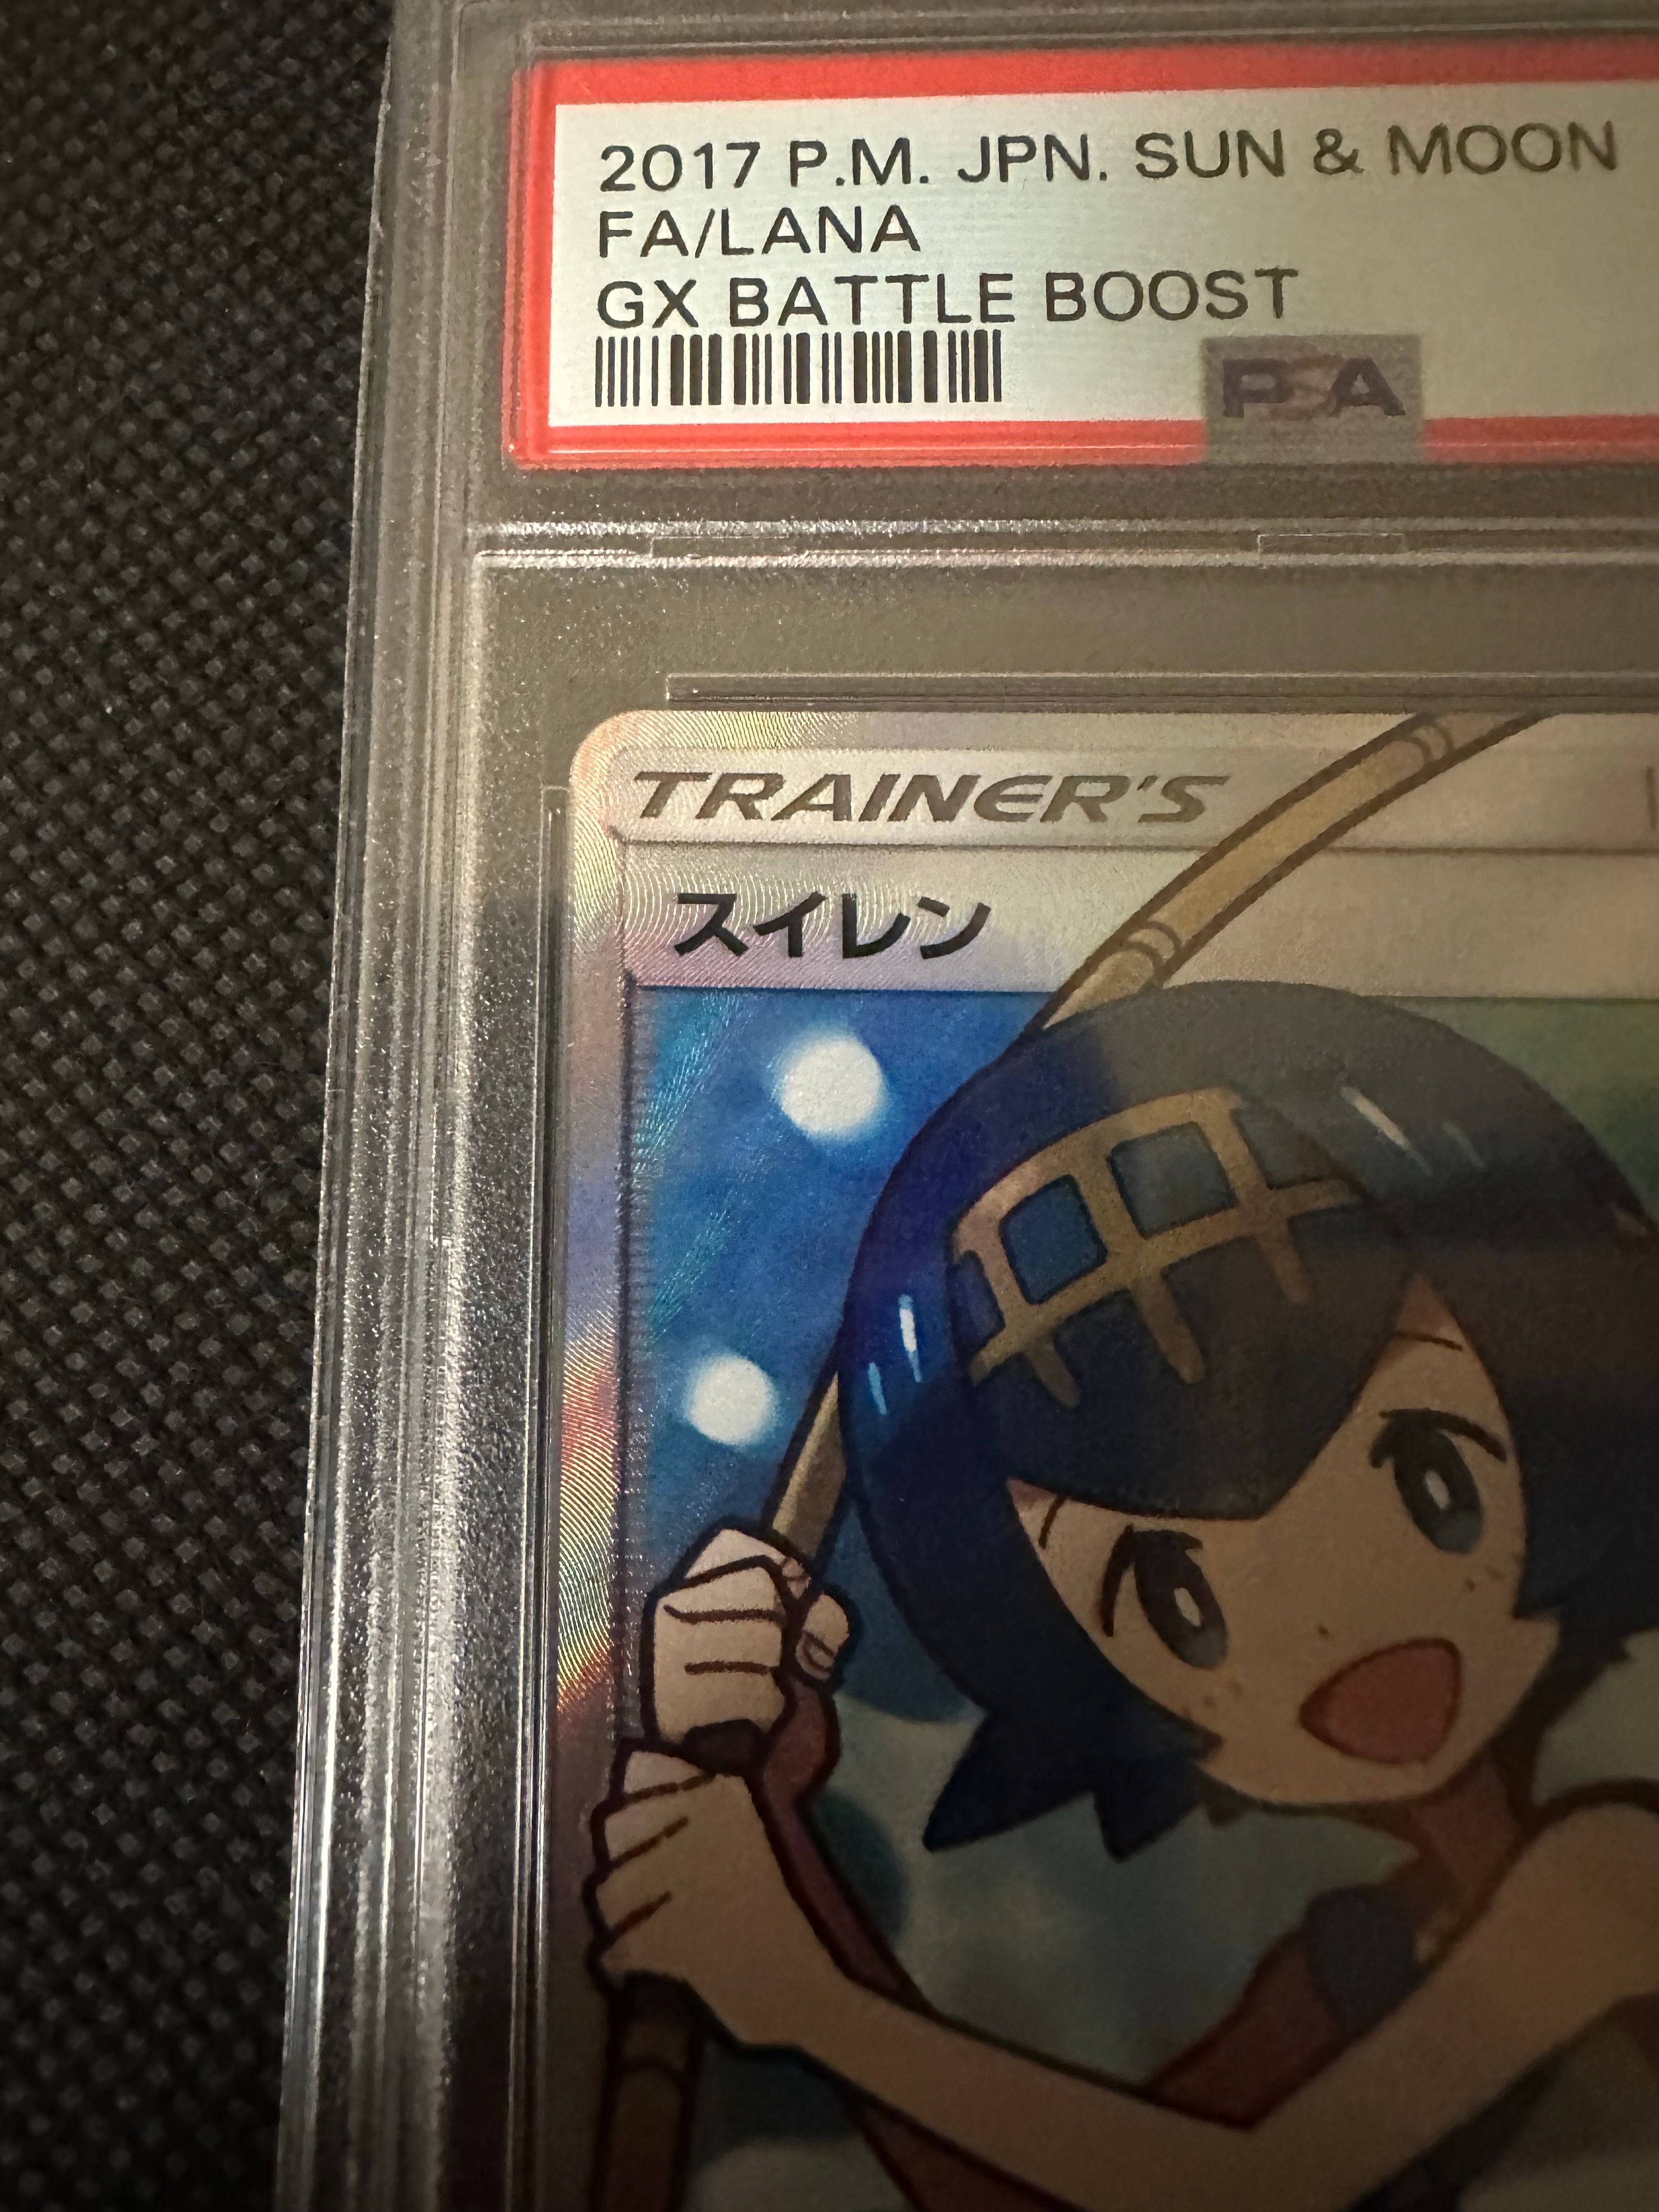 2017 P.M. JPN. SUN & MOON
FA/LANA
GX BATTLE BOOST
PSA
TRAINER'S
スイレン